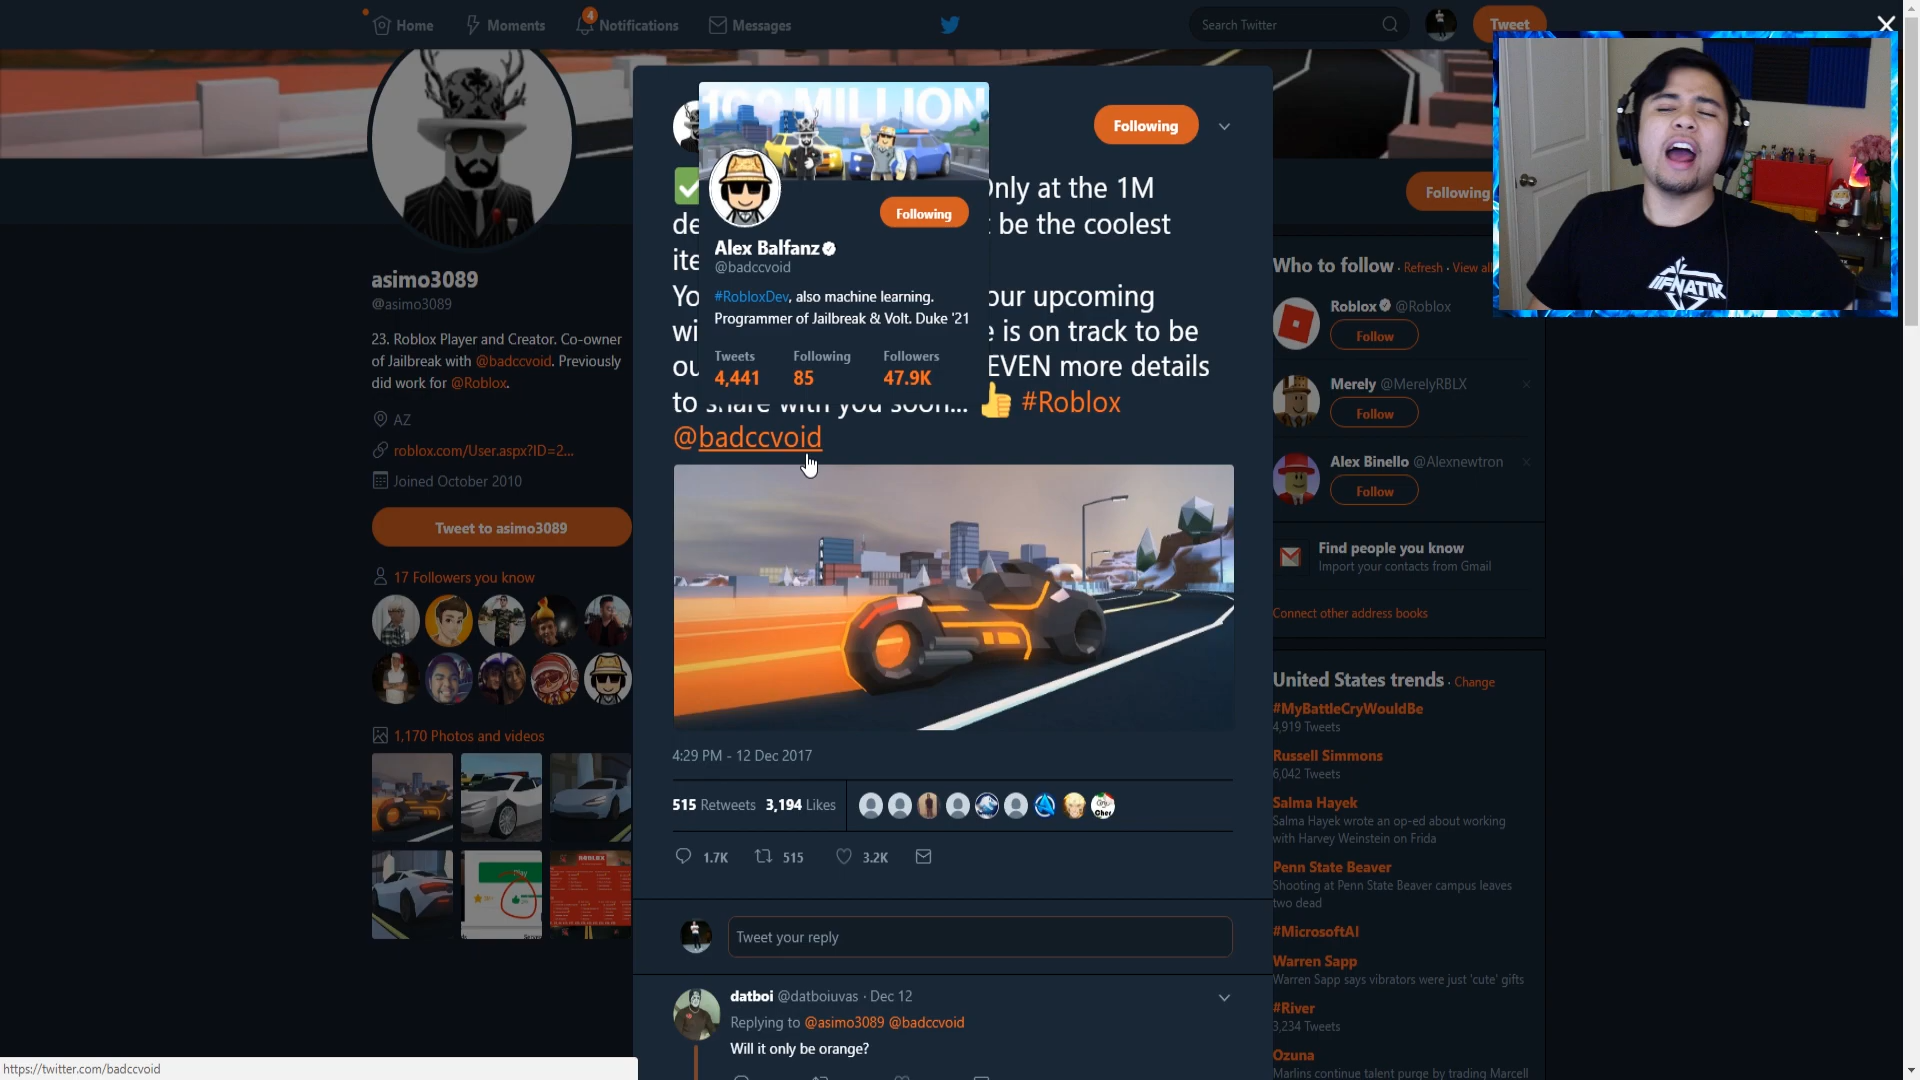 Home
Moments
4
Notifications
Messages
Search Twitter
Tweet
asimo3089
@asimo3089
23. Roblox Player and Creator. Co-owner
of Jailbreak with @badccvoid. Previously
did work for @Roblox.
AZ
roblox.com/User.aspx?ID=2...
Joined October 2010
Tweet to asimo3089
17 Followers you know
1,170 Photos and videos
Following
MILLION
Following
Alex Balfanz
@badccvoid
#RobloxDev, also machine learning.
Programmer of Jailbreak & Volt. Duke '21
Tweets Following Followers
4,441 85 47.9K
Only at the 1M
be the coolest
is on track to be
EVEN more details
to share with you soon... #Roblox
@badccvoid
4:29 PM - 12 Dec 2017
515 Retweets 3,194 Likes
1.7K 515 3.2K
Tweet your reply
datboi @datboiuvas · Dec 12
Replying to @asimo3089 @badccvoid
Will it only be orange?
Following
FNATIK
Who to follow · Refresh · View all
Roblox @Roblox
Follow
Merely @MerelyRBLX
Follow
Alex Binello @Alexnewtron
Follow
Find people you know
Import your contacts from Gmail
Connect other address books
United States trends · Change
#MyBattleCryWouldBe
4,919 Tweets
Russell Simmons
6,042 Tweets
Salma Hayek
Salma Hayek wrote an op-ed about working
with Harvey Weinstein on Frida
Penn State Beaver
Shooting at Penn State Beaver campus leaves
two dead
#MicrosoftAI
Warren Sapp
Warren Sapp says vibrators were just 'cute' gifts
#River
3,234 Tweets
Ozuna
Marlins continue talent purge by trading Marcell
https://twitter.com/badccvoid